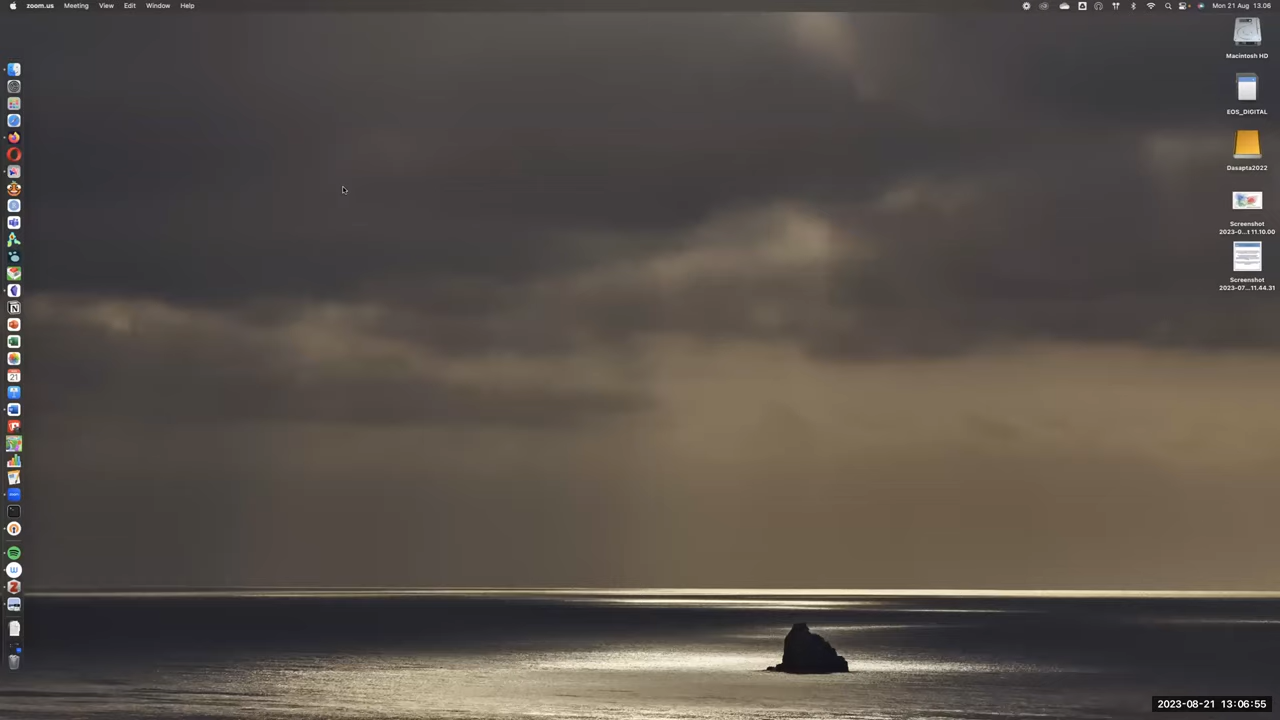 zoom.us Meeting View Edit Window Help
Mon 21 Aug 13.06
Macintosh HD
EOS_DIGITAL
Dasapta2022
Screenshot
2023-0...t 11.10.00
Screenshot
2023-07...11.44.31
21
2023-08-21 13:06:55